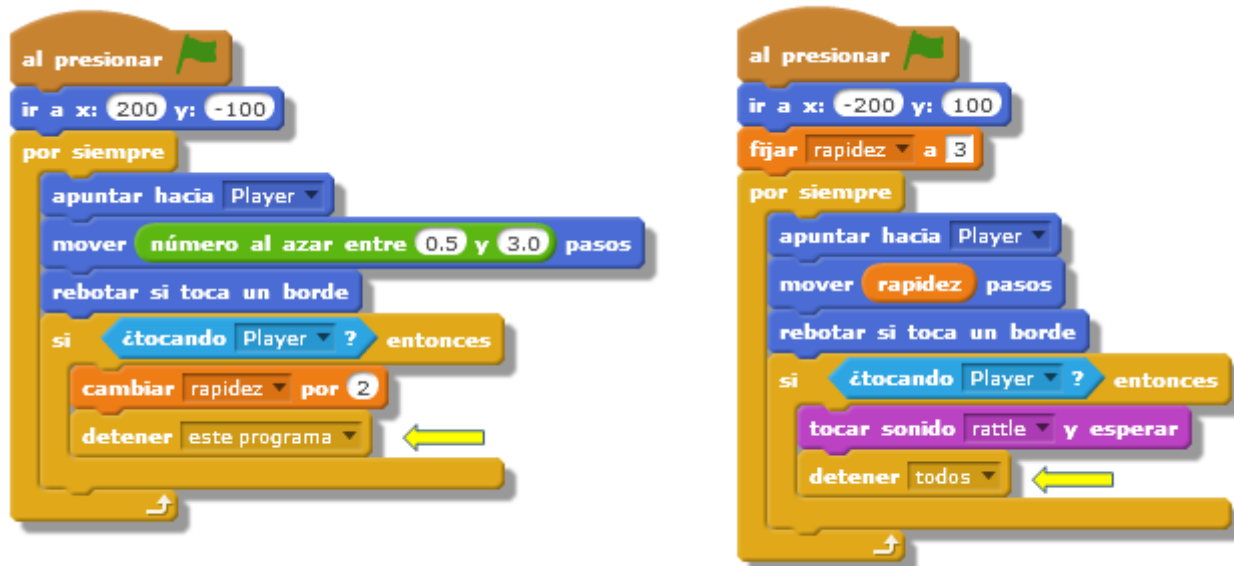 al presionar
ir a x: 200 y: -100
por siempre
apuntar hacia Player
mover número al azar entre 0.5 y 3.0 pasos
rebotar si toca un borde
si ¿tocando Player ? entonces
cambiar rapidez por 2
detener este programa
al presionar
ir a x: -200 y: 100
fijar rapidez a 3
por siempre
apuntar hacia Player
mover rapidez pasos
rebotar si toca un borde
si ¿tocando Player ? entonces
tocar sonido rattle y esperar
detener todos